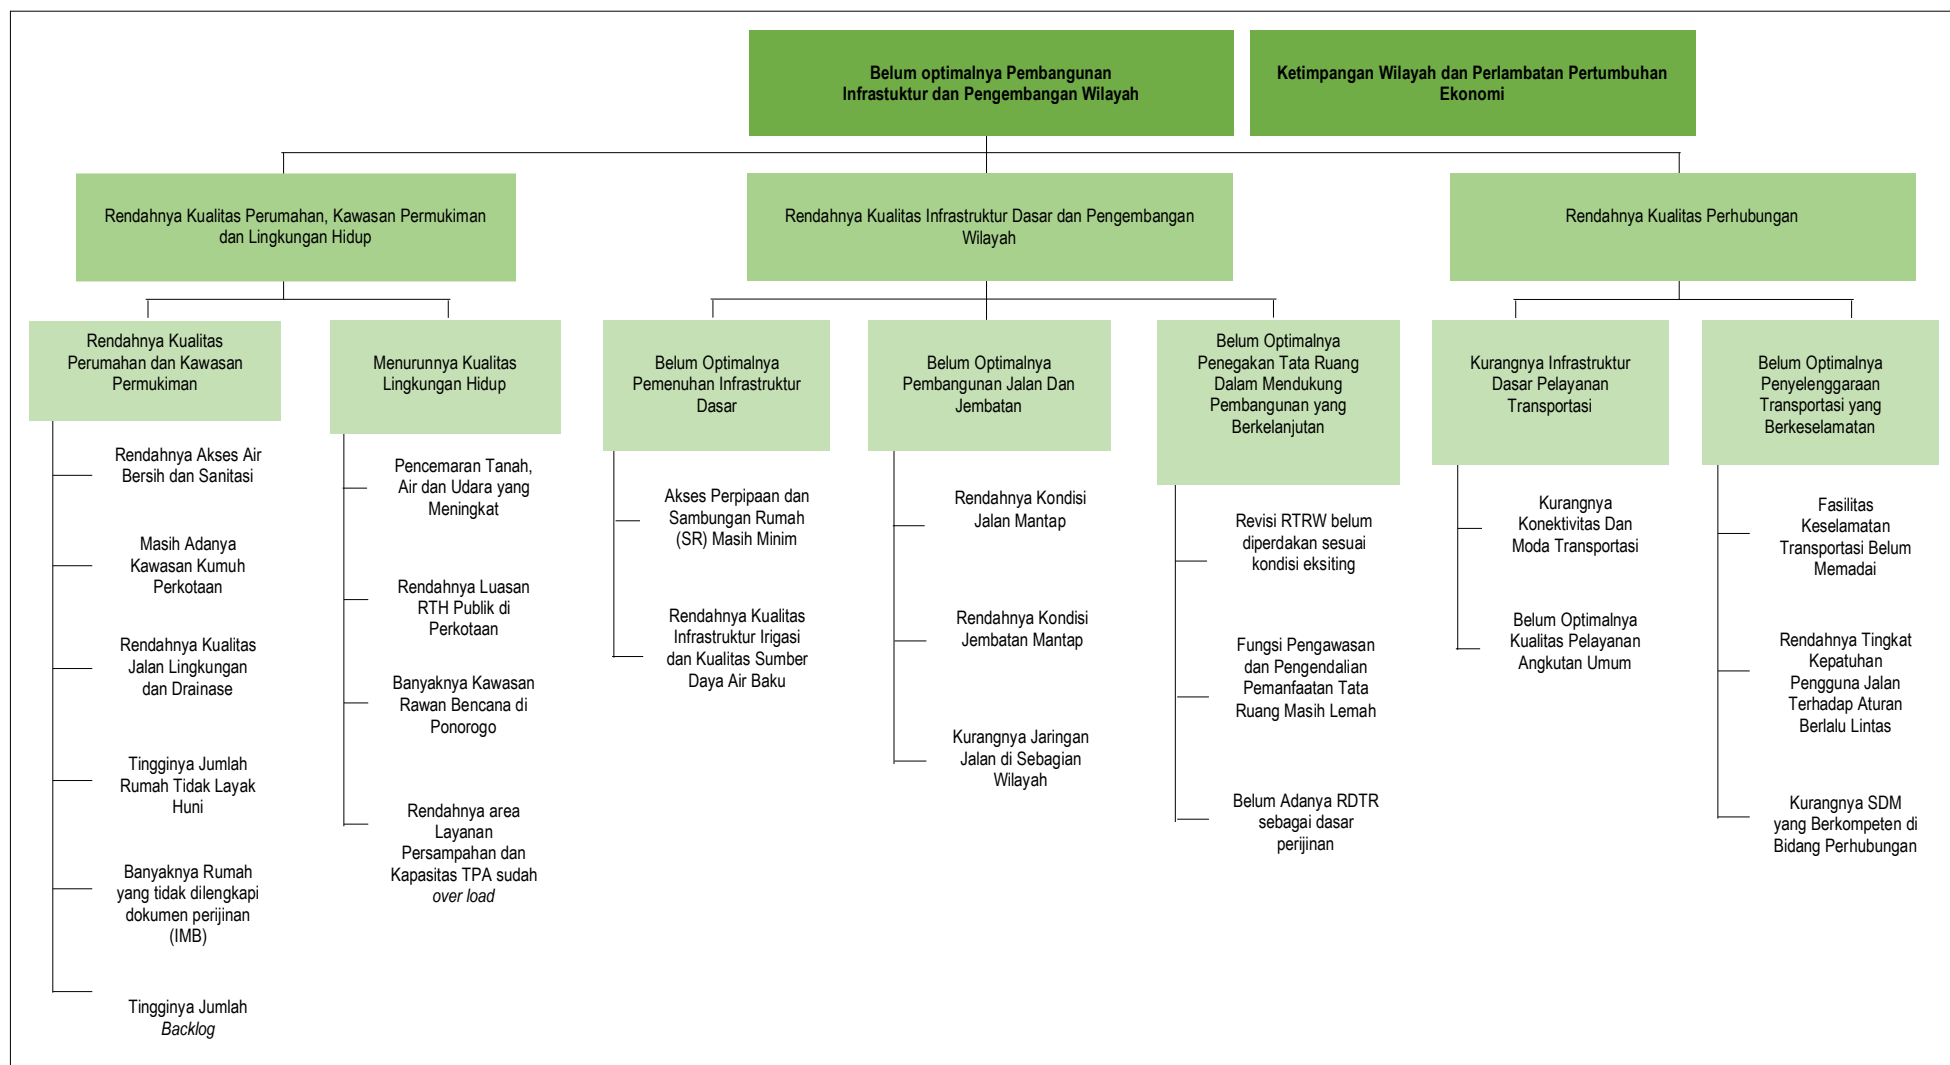 Belum optimalnya Pembangunan
Infrastuktur dan Pengembangan Wilayah
Ketimpangan Wilayah dan Perlambatan Pertumbuhan
Ekonomi
Rendahnya Kualitas Perumahan, Kawasan Permukiman
dan Lingkungan Hidup
Rendahnya Kualitas Infrastruktur Dasar dan Pengembangan
Wilayah
Rendahnya Kualitas Perhubungan
Rendahnya Kualitas
Perumahan dan Kawasan
Permukiman
Menurunnya Kualitas
Lingkungan Hidup
Belum Optimalnya
Pemenuhan Infrastruktur
Dasar
Belum Optimalnya
Pembangunan Jalan Dan
Jembatan
Belum Optimalnya
Penegakan Tata Ruang
Dalam Mendukung
Pembangunan yang
Berkelanjutan
Kurangnya Infrastruktur
Dasar Pelayanan
Transportasi
Belum Optimalnya
Penyelenggaraan
Transportasi yang
Berkeselamatan
Rendahnya Akses Air
Bersih dan Sanitasi
Masih Adanya
Kawasan Kumuh
Perkotaan
Rendahnya Kualitas
Jalan Lingkungan
dan Drainase
Tingginya Jumlah
Rumah Tidak Layak
Huni
Banyaknya Rumah
yang tidak dilengkapi
dokumen perijinan
(IMB)
Tingginya Jumlah
Backlog
Pencemaran Tanah,
Air dan Udara yang
Meningkat
Rendahnya Luasan
RTH Publik di
Perkotaan
Banyaknya Kawasan
Rawan Bencana di
Ponorogo
Rendahnya area
Layanan
Persampahan dan
Kapasitas TPA sudah
over load
Akses Perpipaan dan
Sambungan Rumah
(SR) Masih Minim
Rendahnya Kualitas
Infrastruktur Irigasi
dan Kualitas Sumber
Daya Air Baku
Rendahnya Kondisi
Jalan Mantap
Rendahnya Kondisi
Jembatan Mantap
Kurangnya Jaringan
Jalan di Sebagian
Wilayah
Revisi RTRW belum
diperdakan sesuai
kondisi eksiting
Fungsi Pengawasan
dan Pengendalian
Pemanfaatan Tata
Ruang Masih Lemah
Belum Adanya RDTR
sebagai dasar
perijinan
Kurangnya
Konektivitas Dan
Moda Transportasi
Belum Optimalnya
Kualitas Pelayanan
Angkutan Umum
Fasilitas
Keselamatan
Transportasi Belum
Memadai
Rendahnya Tingkat
Kepatuhan
Pengguna Jalan
Terhadap Aturan
Berlalu Lintas
Kurangnya SDM
yang Berkompeten di
Bidang Perhubungan